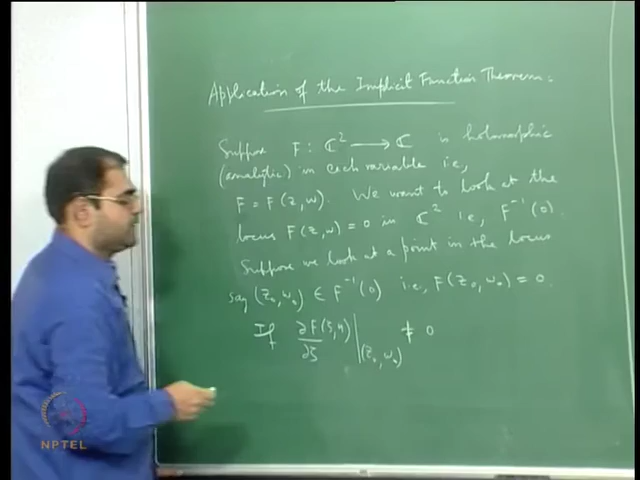 Application of the Implicit Function Theorem:
Suppose F: ℂ² → ℂ is holomorphic
(analytic) in each variable i.e.,
F = F(z,w). We want to look at the
locus F(z,w) = 0 in ℂ² i.e., F⁻¹(0).
Suppose we look at a point in the locus
say (z₀,w₀) ∈ F⁻¹(0) i.e., F(z₀,w₀) = 0.
If ∂F(ζ,η)/∂ζ |(z₀,w₀) ≠ 0
NPTEL